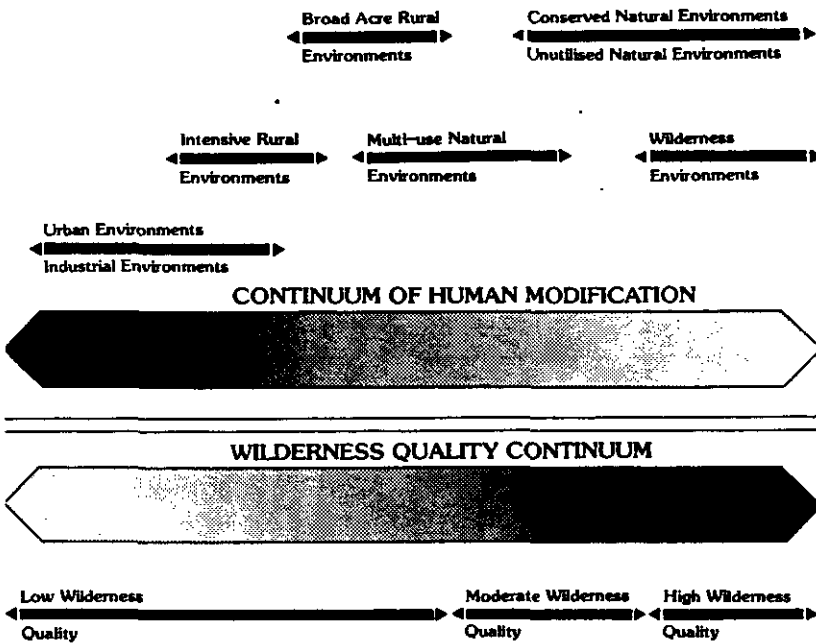 Broad Acre Rural
Environments
Conserved Natural Environments
Unutilised Natural Environments
Intensive Rural
Environments
Multi-use Natural
Environments
Wilderness
Environments
Urban Environments
Industrial Environments
CONTINUUM OF HUMAN MODIFICATION
WILDERNESS QUALITY CONTINUUM
Low Wilderness
Quality
Moderate Wilderness
Quality
High Wilderness
Quality